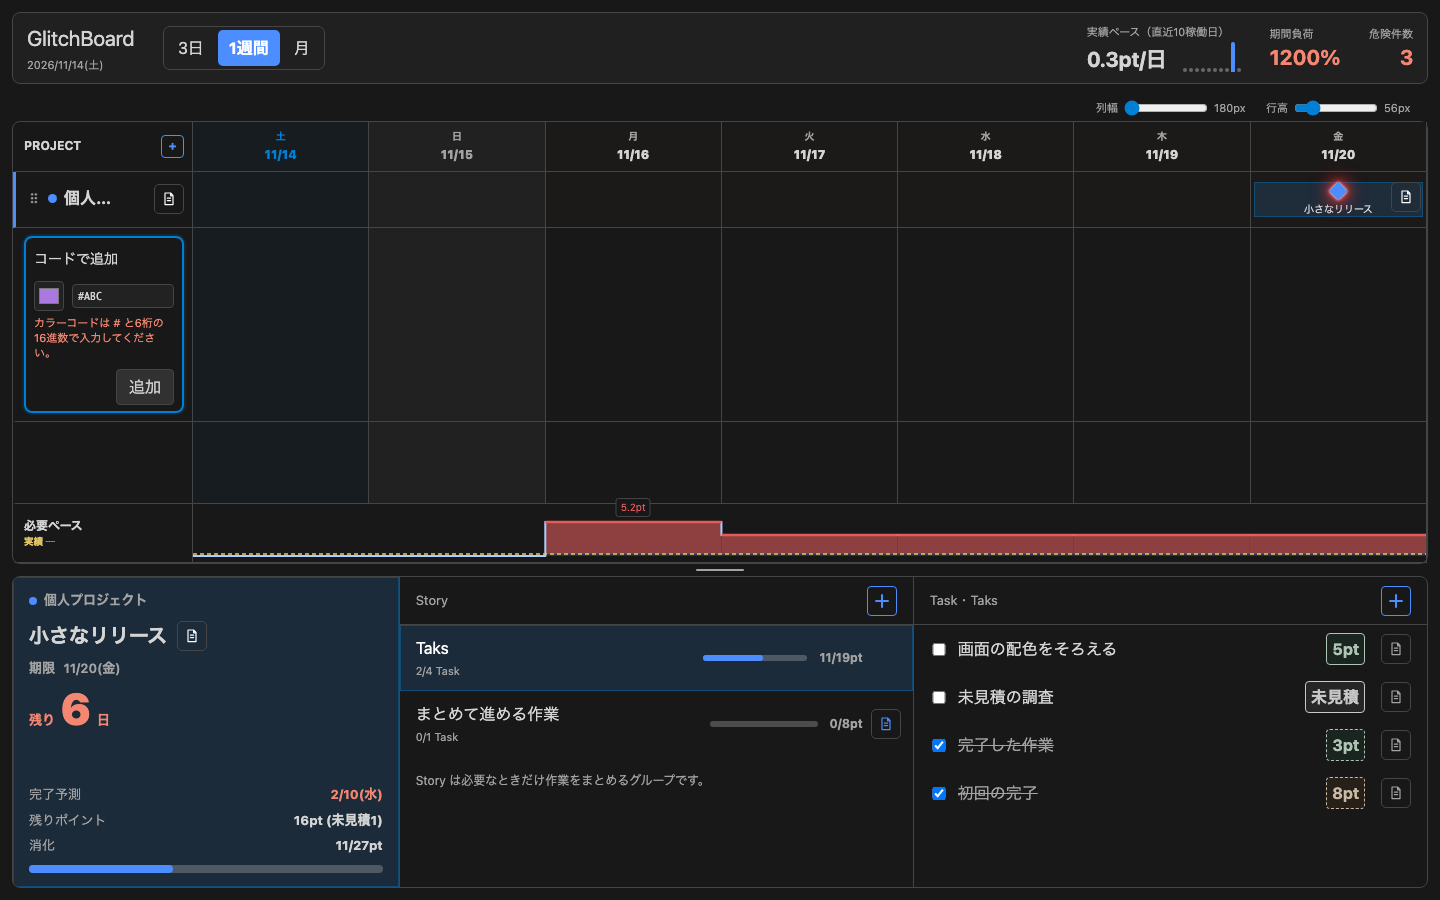 GlitchBoard
2026/11/14(土)
3日 1週間 月
実績ペース（直近10稼働日）
0.3pt/日
期間負荷
1200%
危険件数
3
列幅 180px 行高 56px
PROJECT +
土 11/14
日 11/15
月 11/16
火 11/17
水 11/18
木 11/19
金 11/20
個人...
小さなリリース
コードで追加
#ABC
カラーコードは # と6桁の
16進数で入力してくださ
い。
追加
必要ペース
実績
5.2pt
個人プロジェクト
小さなリリース
期限 11/20(金)
残り 6 日
完了予測 2/10(水)
残りポイント 16pt (未見積1)
消化 11/27pt
Story +
Taks
2/4 Task
11/19pt
まとめて進める作業
0/1 Task
0/8pt
Story は必要なときだけ作業をまとめるグループです。
Task・Taks +
画面の配色をそろえる 5pt
未見積の調査 未見積
完了した作業 3pt
初回の完了 8pt